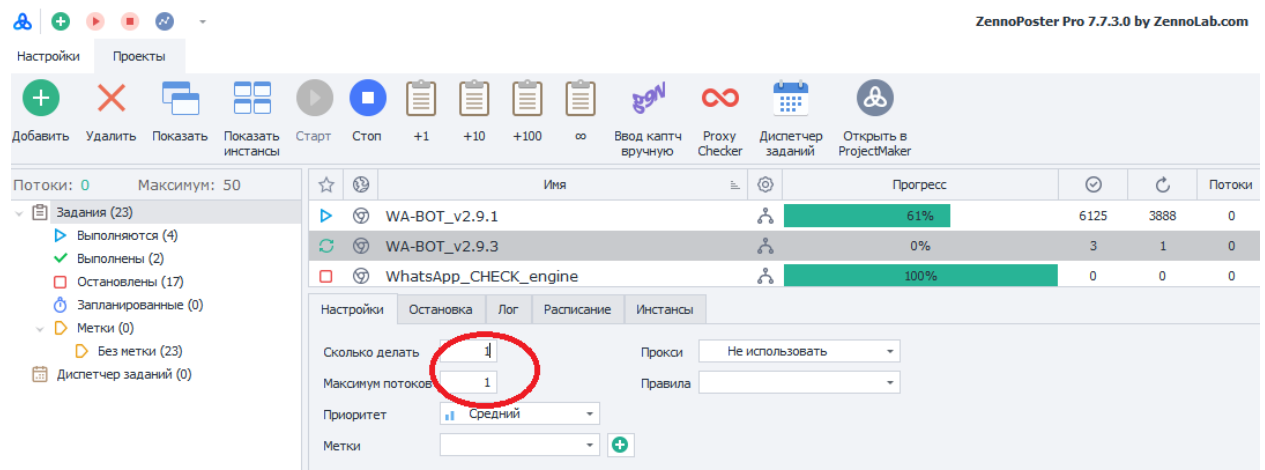 ZennoPoster Pro 7.7.3.0 by ZennoLab.com
Настройки Проекты
Добавить Удалить Показать Показать инстансы Старт Стоп +1 +10 +100 ∞ Ввод каптч вручную Proxy Checker Диспетчер заданий Открыть в ProjectMaker
Потоки: 0 Максимум: 50
Задания (23)
Выполняются (4)
Выполнены (2)
Остановлены (17)
Запланированные (0)
Метки (0)
Без метки (23)
Диспетчер заданий (0)
Имя Прогресс Потоки
WA-BOT_v2.9.1 61% 6125 3888 0
WA-BOT_v2.9.3 0% 3 1 0
WhatsApp_CHECK_engine 100% 0 0 0
Настройки Остановка Лог Расписание Инстансы
Сколько делать 1 Прокси Не использовать
Максимум потоков 1 Правила
Приоритет Средний
Метки